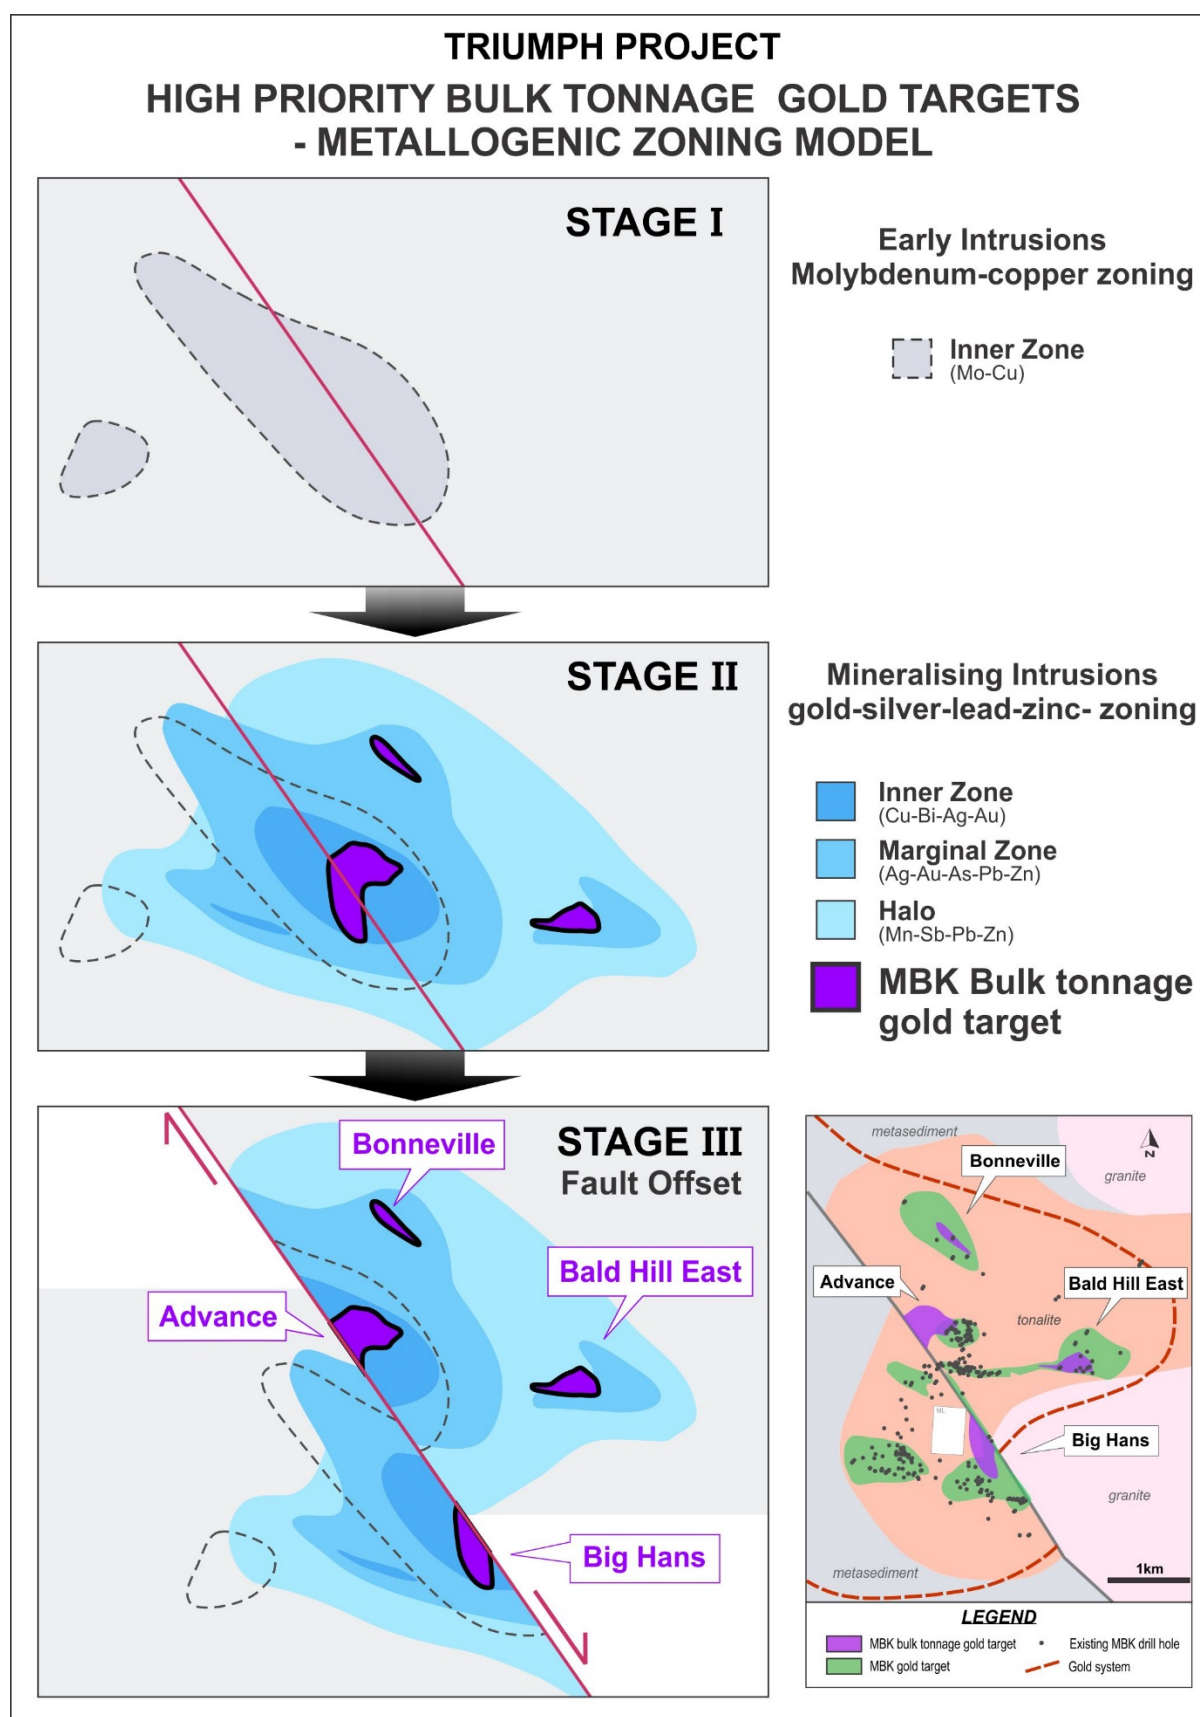 TRIUMPH PROJECT
HIGH PRIORITY BULK TONNAGE GOLD TARGETS
- METALLOGENIC ZONING MODEL
STAGE I
Early Intrusions
Molybdenum-copper zoning
Inner Zone
(Mo-Cu)
STAGE II
Mineralising Intrusions
gold-silver-lead-zinc- zoning
Inner Zone
(Cu-Bi-Ag-Au)
Marginal Zone
(Ag-Au-As-Pb-Zn)
Halo
(Mn-Sb-Pb-Zn)
MBK Bulk tonnage
gold target
STAGE III
Fault Offset
Bonneville
Bald Hill East
Advance
Big Hans
metasediment
N
Bonneville
granite
Advance
Bald Hill East
tonalite
ML
Big Hans
granite
metasediment
1km
LEGEND
MBK bulk tonnage gold target
Existing MBK drill hole
MBK gold target
Gold system